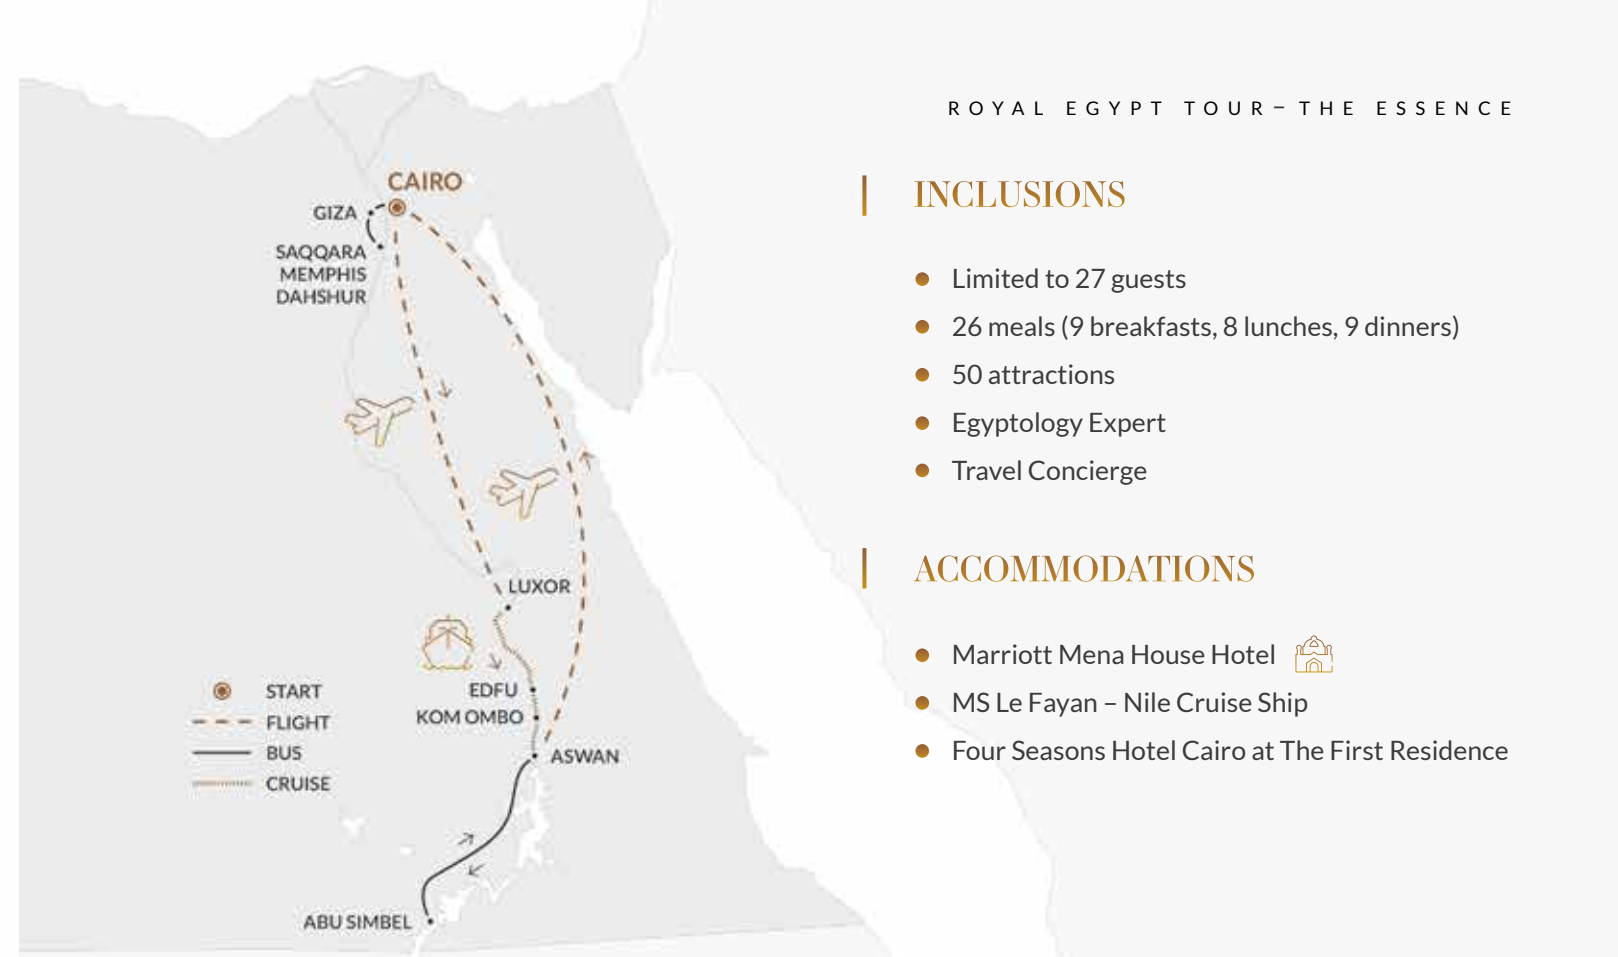 ROYAL EGYPT TOUR– THE ESSENCE
CAIRO
GIZA
SAQQARA
MEMPHIS
DAHSHUR
LUXOR
EDFU
KOM OMBO
ASWAN
ABU SIMBEL
START
FLIGHT
BUS
CRUISE
INCLUSIONS
Limited to 27 guests
26 meals (9 breakfasts, 8 lunches, 9 dinners)
50 attractions
Egyptology Expert
Travel Concierge
ACCOMMODATIONS
Marriott Mena House Hotel
MS Le Fayan – Nile Cruise Ship
Four Seasons Hotel Cairo at The First Residence